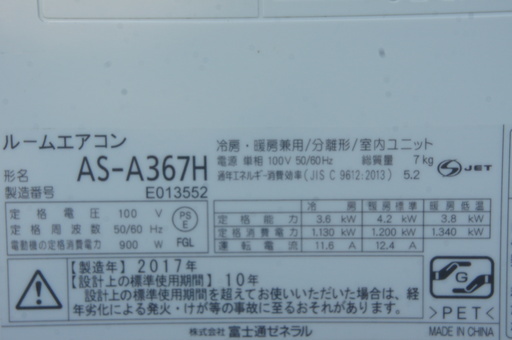 ルームエアコン
形名 AS-A367H
製造番号 E013552
冷房・暖房兼用/分離形/室内ユニット
電源 単相 100V 50/60Hz 総質量 7kg
通年エネルギー消費効率(JIS C 9612:2013) 5.2
JET
定格電圧 100 V
定格周波数 50/60 Hz
電動機の定格消費電力 900 W
PS
E
FGL
冷房 暖房標準 暖房低温
定格能力 3.6 kW 4.2 kW 3.8 kW
定格消費電力 1.130 kW 1.200 kW 1.340 kW
運転電流 11.6 A 12.4 A
【製造年】2017年
【設計上の標準使用期間】10年
設計上の標準使用期間を超えてお使いいただいた場合は、経
年劣化による発火・けが等の事故に至るおそれがあります。
G
>PET<
株式会社 富士通ゼネラル
MADE IN CHINA